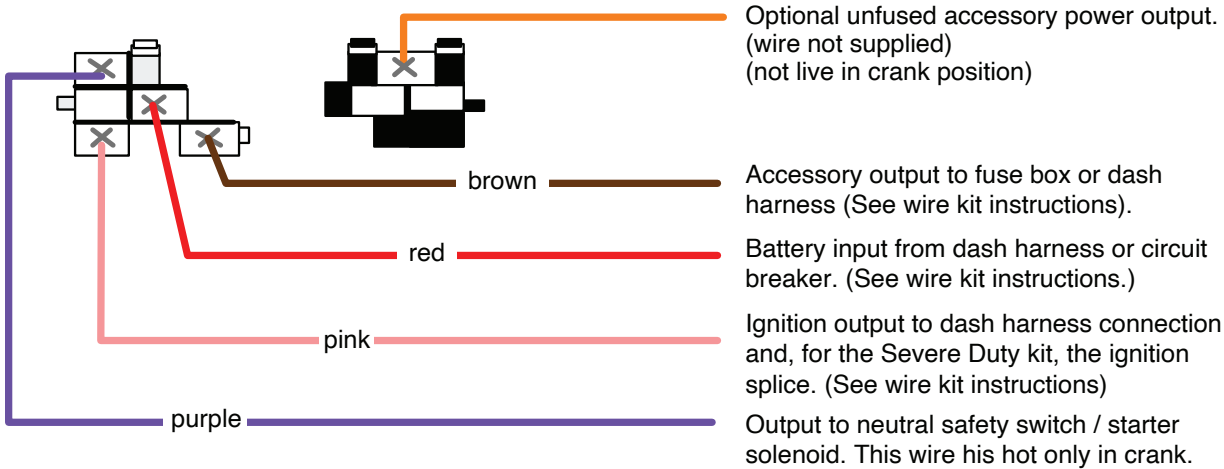 Optional unfused accessory power output.
(wire not supplied)
(not live in crank position)
brown
Accessory output to fuse box or dash
harness (See wire kit instructions).
red
Battery input from dash harness or circuit
breaker. (See wire kit instructions.)
pink
Ignition output to dash harness connection
and, for the Severe Duty kit, the ignition
splice. (See wire kit instructions)
purple
Output to neutral safety switch / starter
solenoid. This wire his hot only in crank.